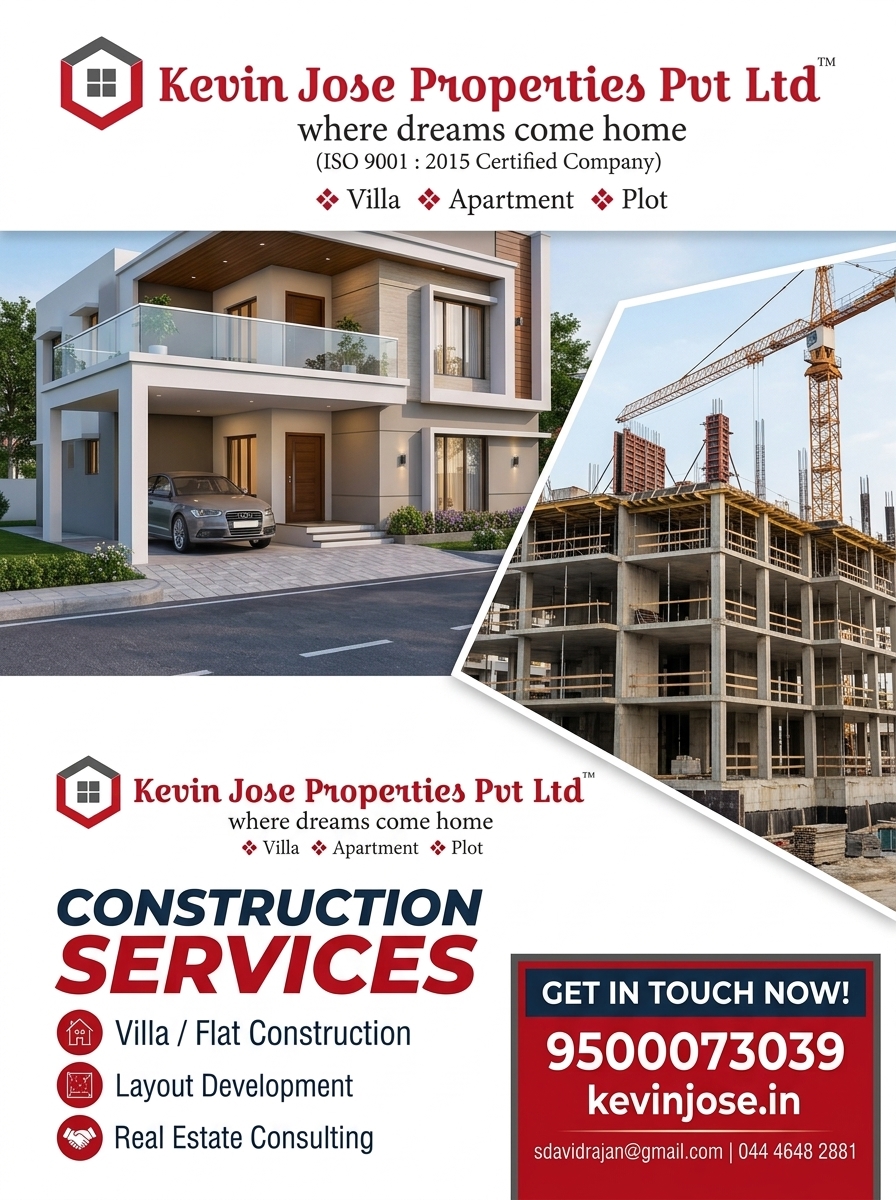 Kevin Jose Properties Pvt Ltd™
where dreams come home
(ISO 9001 : 2015 Certified Company)
❖ Villa ❖ Apartment ❖ Plot
Kevin Jose Properties Pvt Ltd™
where dreams come home
❖ Villa ❖ Apartment ❖ Plot
CONSTRUCTION
SERVICES
Villa / Flat Construction
Layout Development
Real Estate Consulting
GET IN TOUCH NOW!
9500073039
kevinjose.in
sdavidrajan@gmail.com | 044 4648 2881